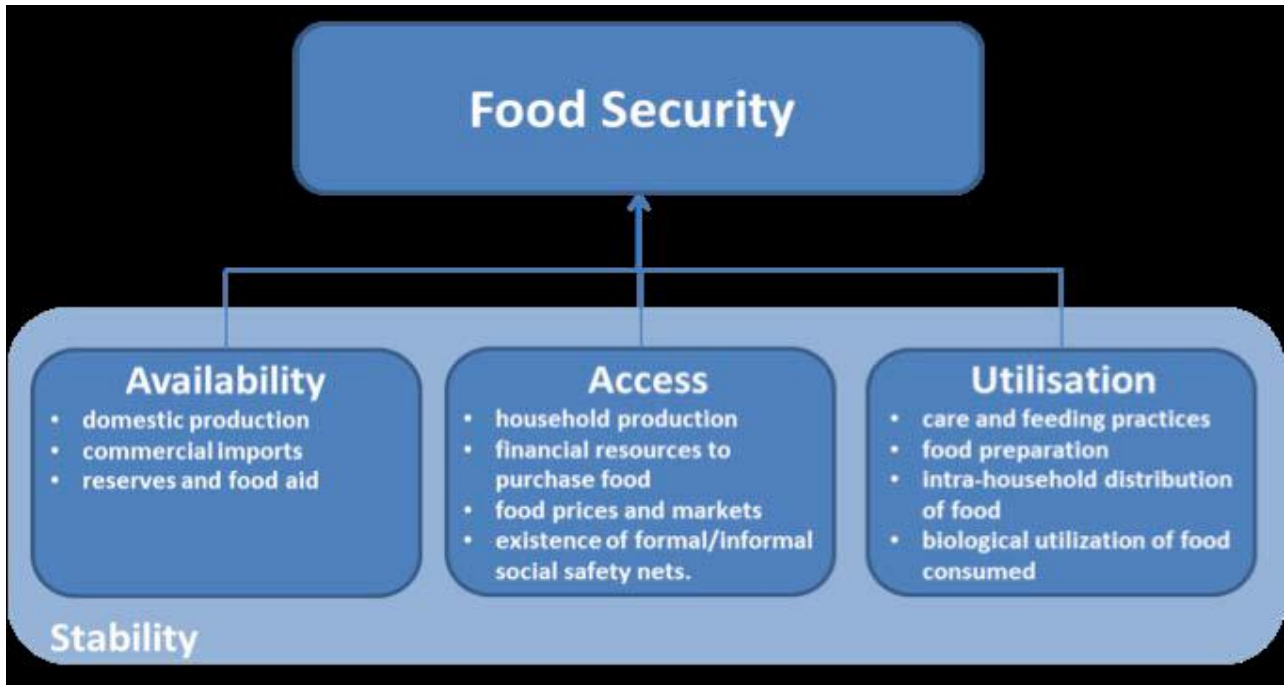 Food Security
Availability
• domestic production
• commercial imports
• reserves and food aid
Access
• household production
• financial resources to
purchase food
• food prices and markets
• existence of formal/informal
social safety nets.
Utilisation
• care and feeding practices
• food preparation
• intra-household distribution
of food
• biological utilization of food
consumed
Stability